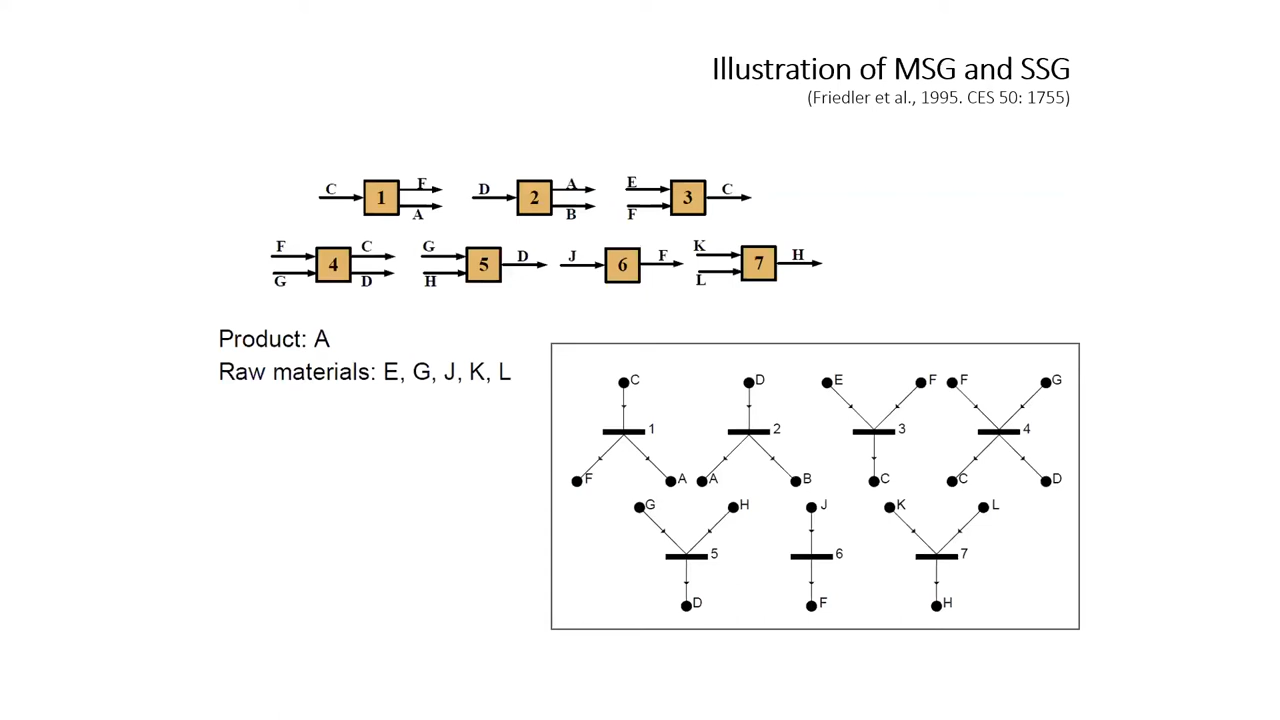 Illustration of MSG and SSG
(Friedler et al., 1995. CES 50: 1755)
C 1 F A
D 2 A B
E F 3 C
F G 4 C D
G H 5 D
J 6 F
K L 7 H
Product: A
Raw materials: E, G, J, K, L
C 1 F A
D 2 A B
E F 3 C
F G 4 C D
G H 5 D
J 6 F
K L 7 H